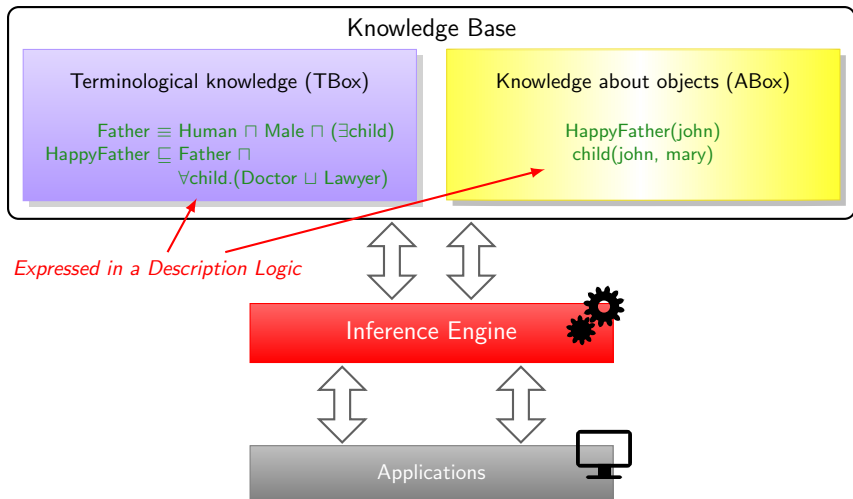 Knowledge Base
Terminological knowledge (TBox)
Father ≡ Human ⊓ Male ⊓ (∃child)
HappyFather ⊑ Father ⊓
∀child.(Doctor ⊔ Lawyer)
Knowledge about objects (ABox)
HappyFather(john)
child(john, mary)
Expressed in a Description Logic
Inference Engine
Applications